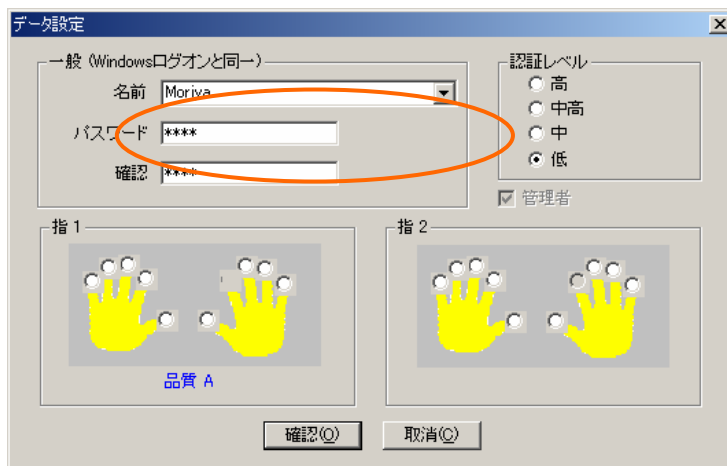 データ設定
一般 (Windowsログオンと同一)
名前 Moriya
パスワード ****
確認 ****
認証レベル
高
中高
中
低
管理者
指 1
品質 A
指 2
確認(O)
取消(C)